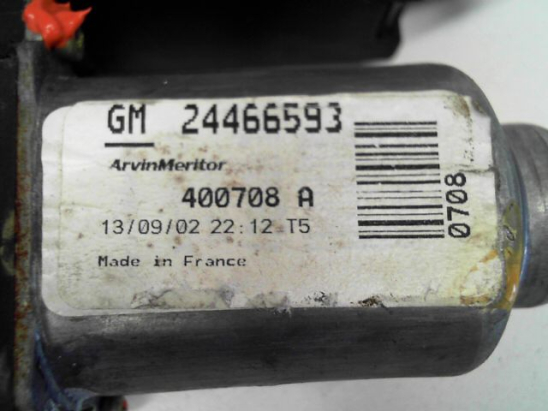 GM 24466593
ArvinMeritor
400708 A
13/09/02 22:12 T5
Made in France
0708